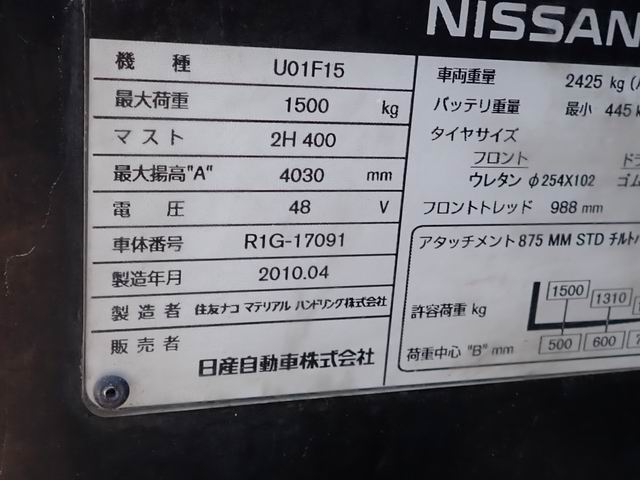 NISSAN
機種 U01F15
最大荷重 1500 kg
マスト 2H 400
最大揚高"A" 4030 mm
電圧 48 V
車体番号 R1G-17091
製造年月 2010.04
製造者 住友ナコ マテリアル ハンドリング株式会社
販売者 日産自動車株式会社
車両重量 2425 kg
バッテリ重量 最小 445
タイヤサイズ
フロント
ウレタン φ254X102 ゴム
フロントトレッド 988 mm
アタッチメント 875 MM STD チルト
許容荷重 kg 1500 1310
荷重中心 "B" mm 500 600